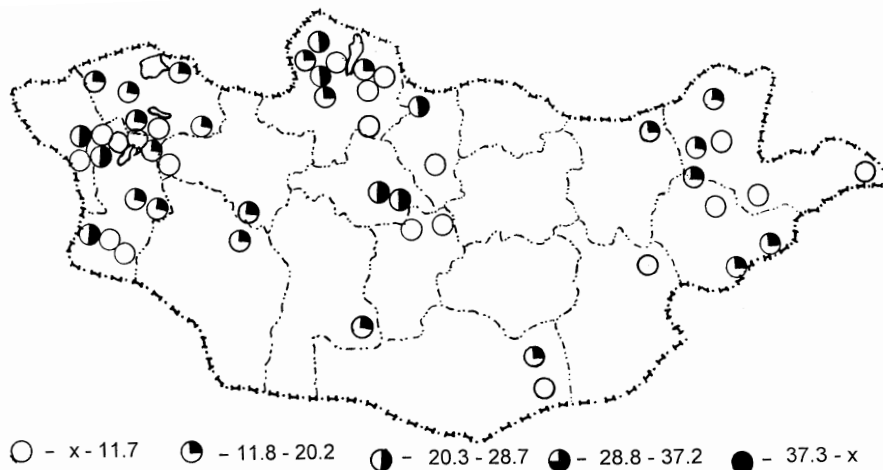 – x - 11.7 – 11.8 - 20.2 – 20.3 - 28.7 – 28.8 - 37.2 – 37.3 - x